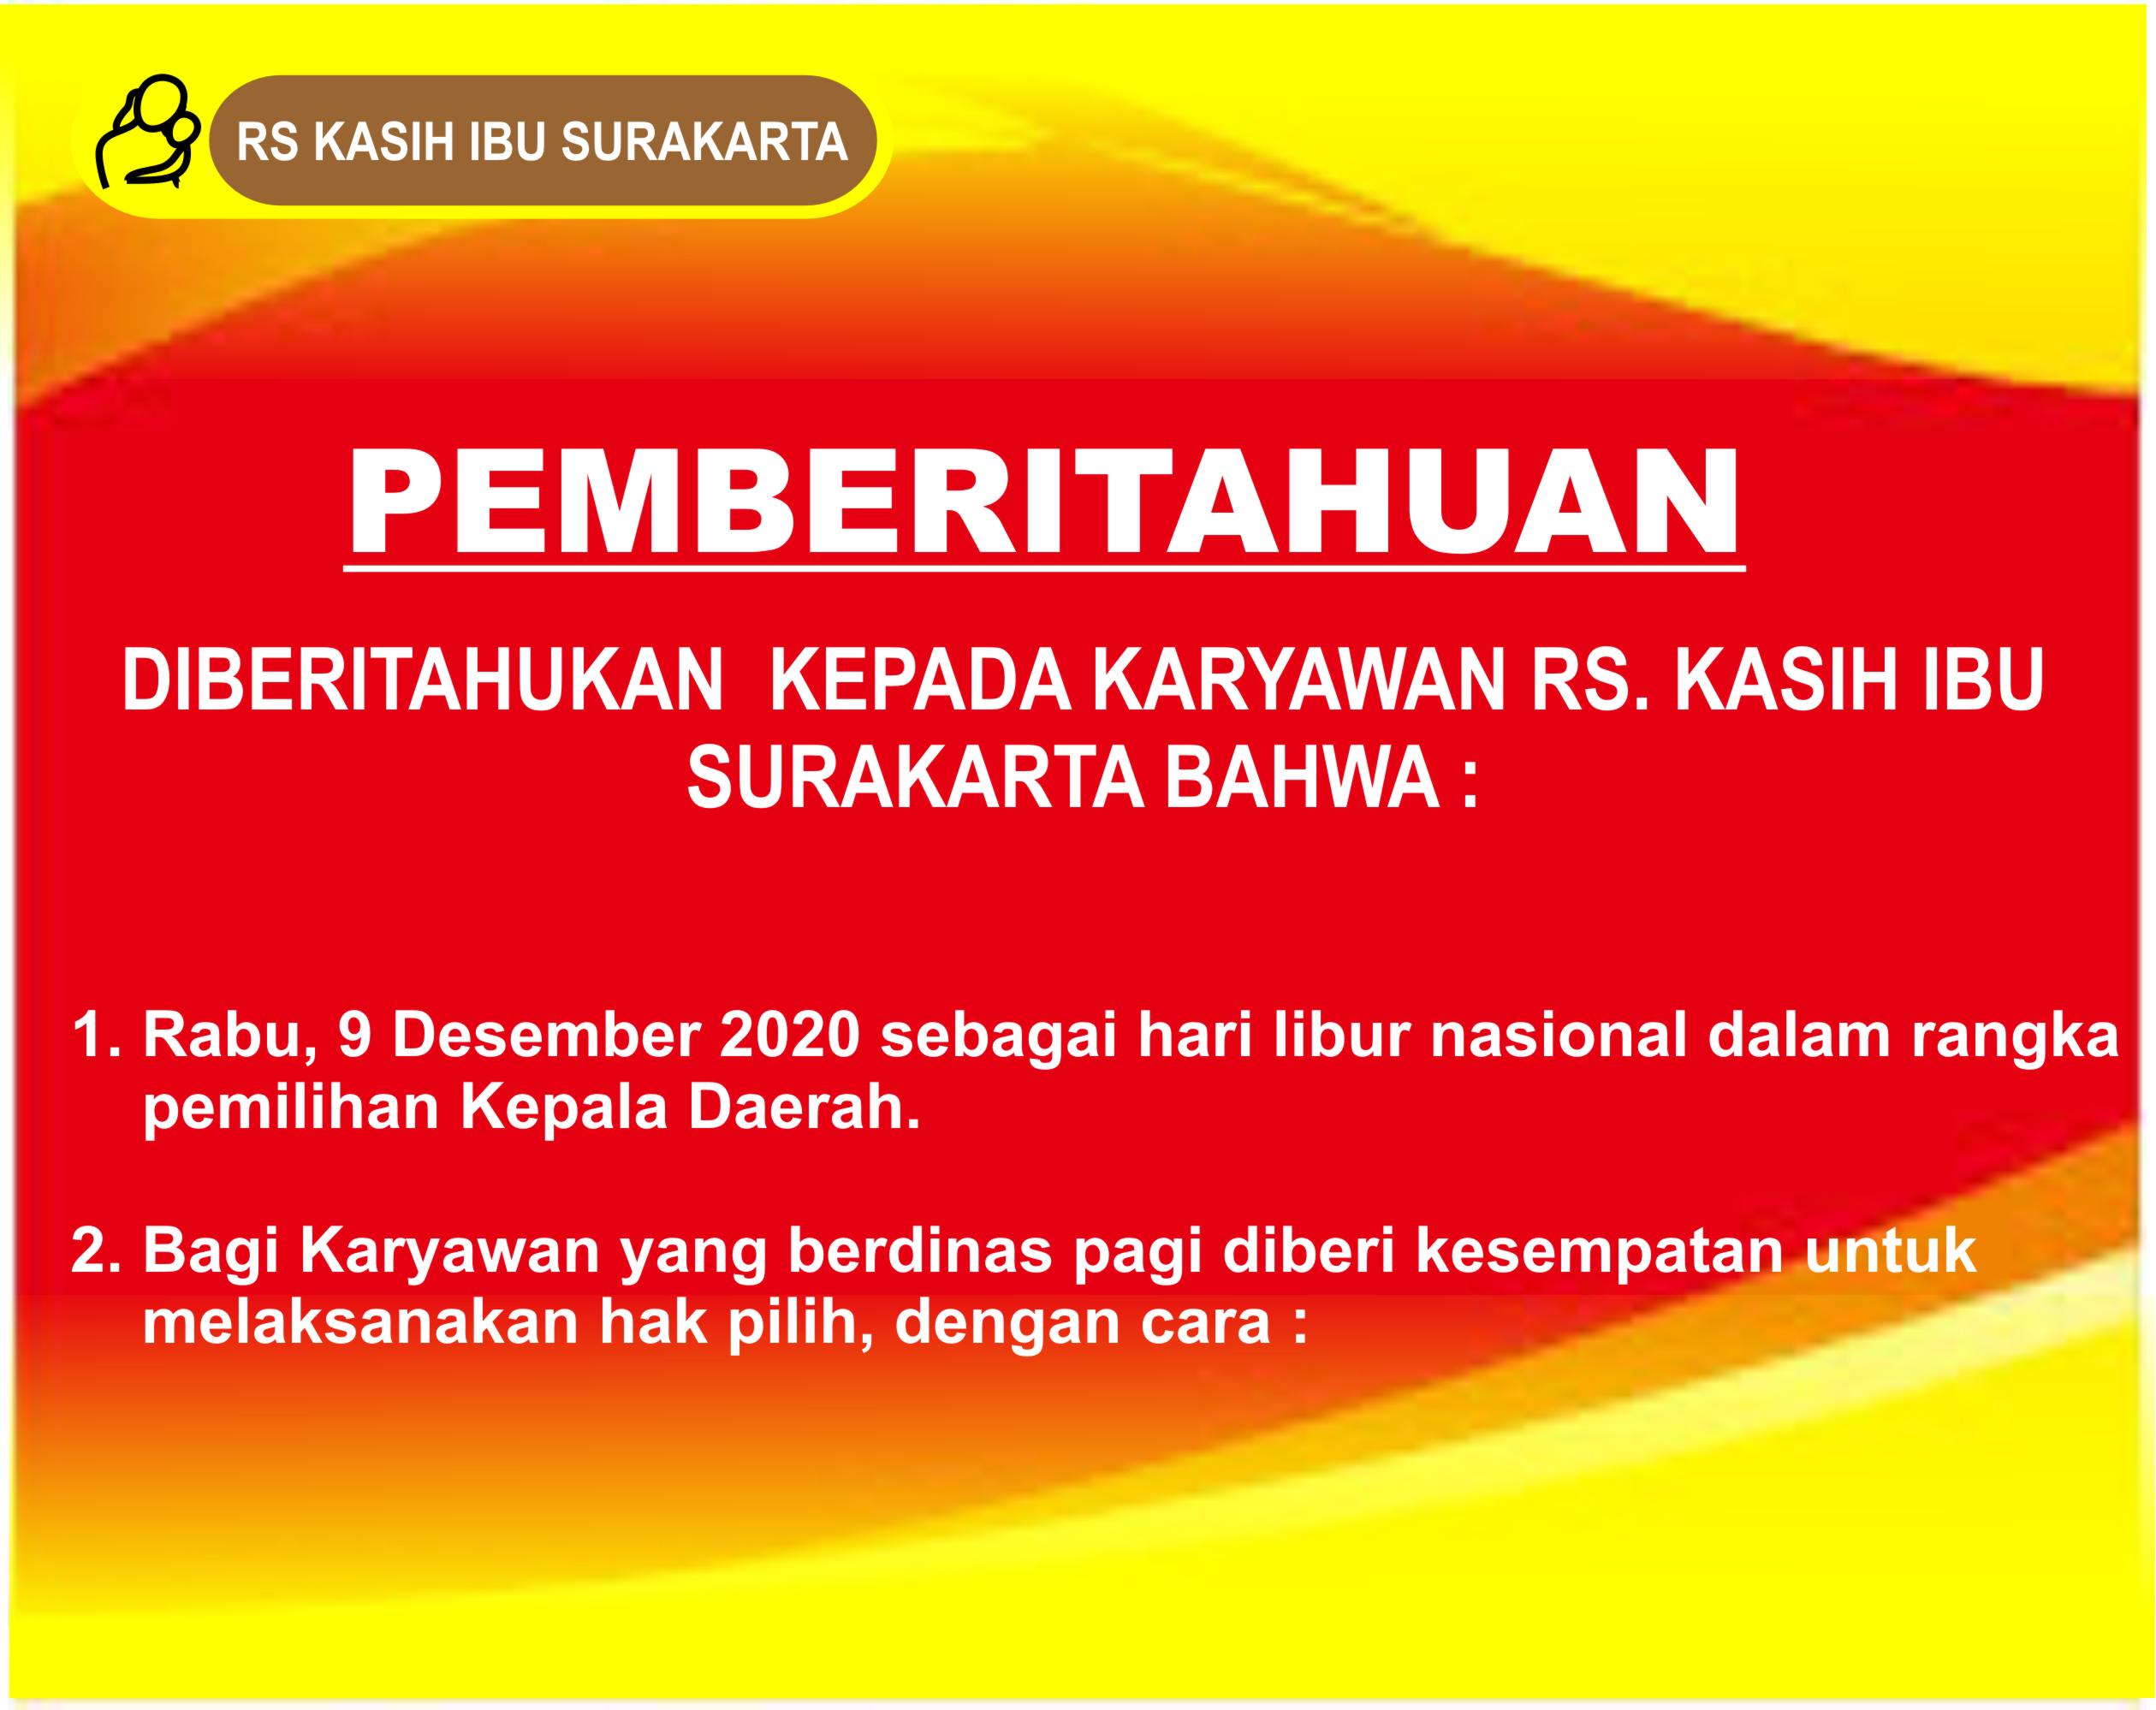 RS KASIH IBU SURAKARTA
PEMBERITAHUAN
DIBERITAHUKAN KEPADA KARYAWAN RS. KASIH IBU
SURAKARTA BAHWA :
1. Rabu, 9 Desember 2020 sebagai hari libur nasional dalam rangka
pemilihan Kepala Daerah.
2. Bagi Karyawan yang berdinas pagi diberi kesempatan untuk
melaksanakan hak pilih, dengan cara :